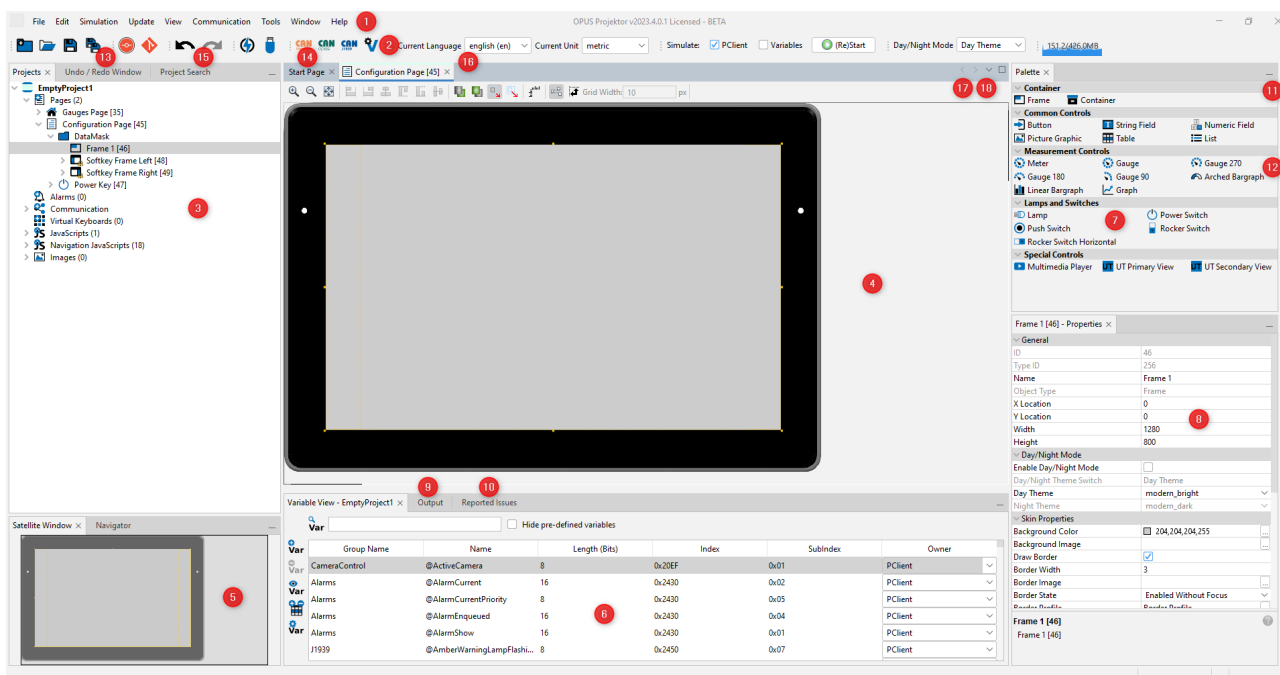 File Edit Simulation Update View Communication Tools Window Help 1 OPUS Projektor v2023.4.0.1 Licensed - BETA
CAN CAN CAN V 2 Current Language english (en) Current Unit metric Simulate: PClient Variables (Re)Start Day/Night Mode Day Theme 151.2/426.0MB
13 15 14 16
Projects × Undo / Redo Window Project Search
EmptyProject1
Pages (2)
Gauges Page [35]
Configuration Page [45]
DataMask
Frame 1 [46]
Softkey Frame Left [48]
Softkey Frame Right [49]
Power Key [47]
Alarms (0)
Communication
Virtual Keyboards (0)
JavaScripts (1)
Navigation JavaScripts (18)
Images (0)
3
Start Page × Configuration Page [45] ×
17 18
Grid Width: 10 px
4
Palette ×
Container 11
Frame Container
Common Controls
Button String Field Numeric Field
Picture Graphic Table List
Measurement Controls
Meter Gauge Gauge 270 12
Gauge 180 Gauge 90 Arched Bargraph
Linear Bargraph Graph
Lamps and Switches
Lamp 7 Power Switch
Push Switch Rocker Switch
Rocker Switch Horizontal
Special Controls
Multimedia Player UT UT Primary View UT UT Secondary View
Frame 1 [46] - Properties ×
General
ID 46
Type ID 256
Name Frame 1
Object Type Frame
X Location 0
Y Location 0
Width 1280
Height 800
8
Day/Night Mode
Enable Day/Night Mode
Day/Night Theme Switch Day Theme
Day Theme modern_bright
Night Theme modern_dark
Skin Properties
Background Color 204,204,204,255 ...
Background Image ...
Draw Border
Border Width 3
Border Image ...
Border State Enabled Without Focus
Border Profile Border Profile
Frame 1 [46]
Frame 1 [46]
Satellite Window × Navigator
5
9 10
Variable View - EmptyProject1 × Output Reported Issues
Var Hide pre-defined variables
Var
Var
Var
Var
Group Name Name Length (Bits) Index SubIndex Owner
CameraControl @ActiveCamera 8 0x20EF 0x01 PClient
Alarms @AlarmCurrent 16 0x2430 0x02 PClient
Alarms @AlarmCurrentPriority 8 0x2430 0x05 PClient
Alarms @AlarmEnqueued 16 0x2430 0x04 PClient
Alarms @AlarmShow 16 0x2430 0x01 PClient
J1939 @AmberWarningLampFlashi... 8 0x2450 0x07 PClient
6